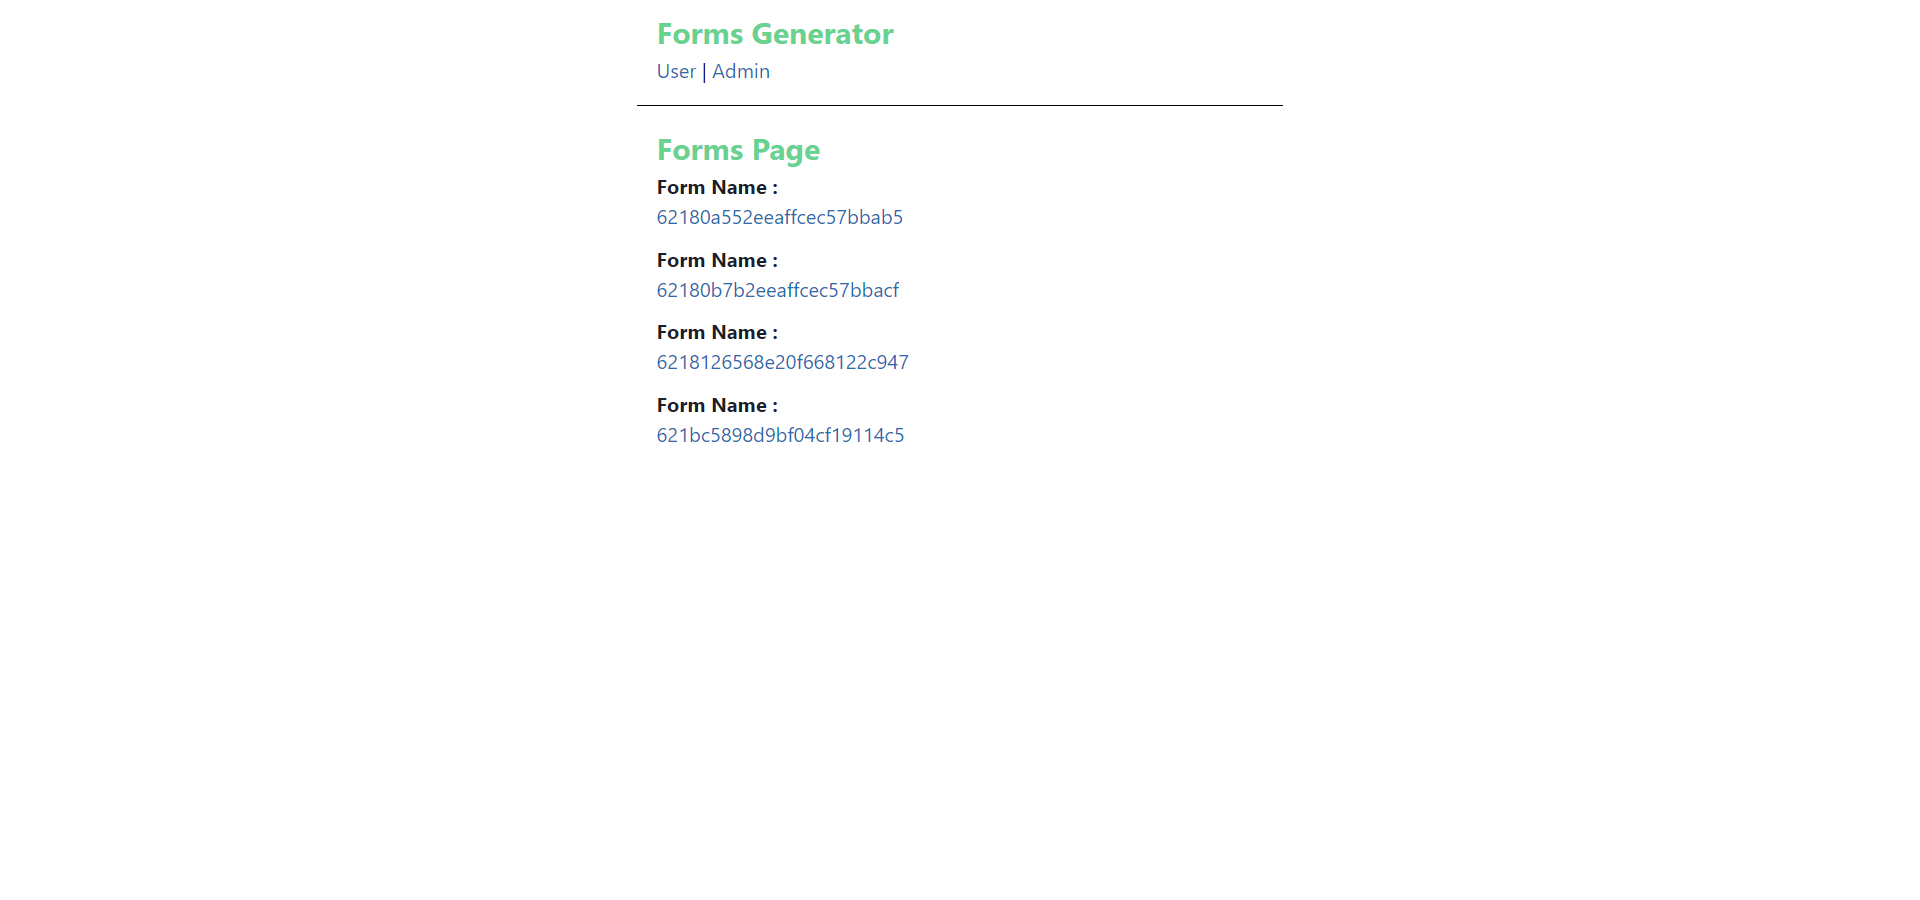 Forms Generator
User | Admin
Forms Page
Form Name :
62180a552eeaffcec57bbab5
Form Name :
62180b7b2eeaffcec57bbacf
Form Name :
6218126568e20f668122c947
Form Name :
621bc5898d9bf04cf19114c5